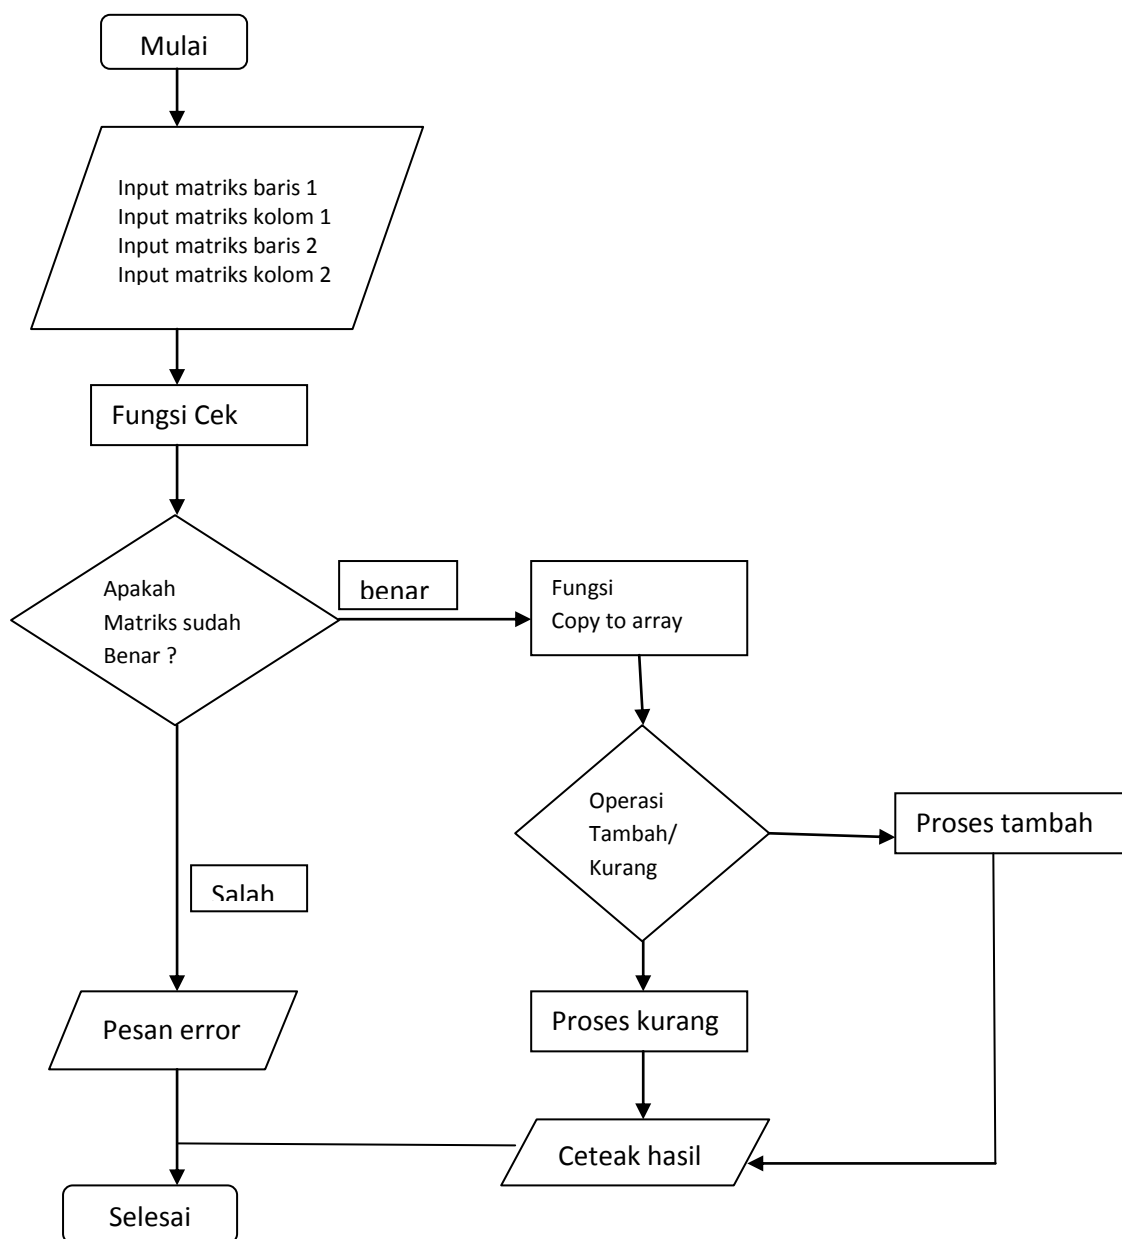 Mulai
Input matriks baris 1
Input matriks kolom 1
Input matriks baris 2
Input matriks kolom 2
Fungsi Cek
Apakah
Matriks sudah
Benar ?
benar
Fungsi
Copy to array
Operasi
Tambah/
Kurang
Proses tambah
Salah
Pesan error
Proses kurang
Ceteak hasil
Selesai